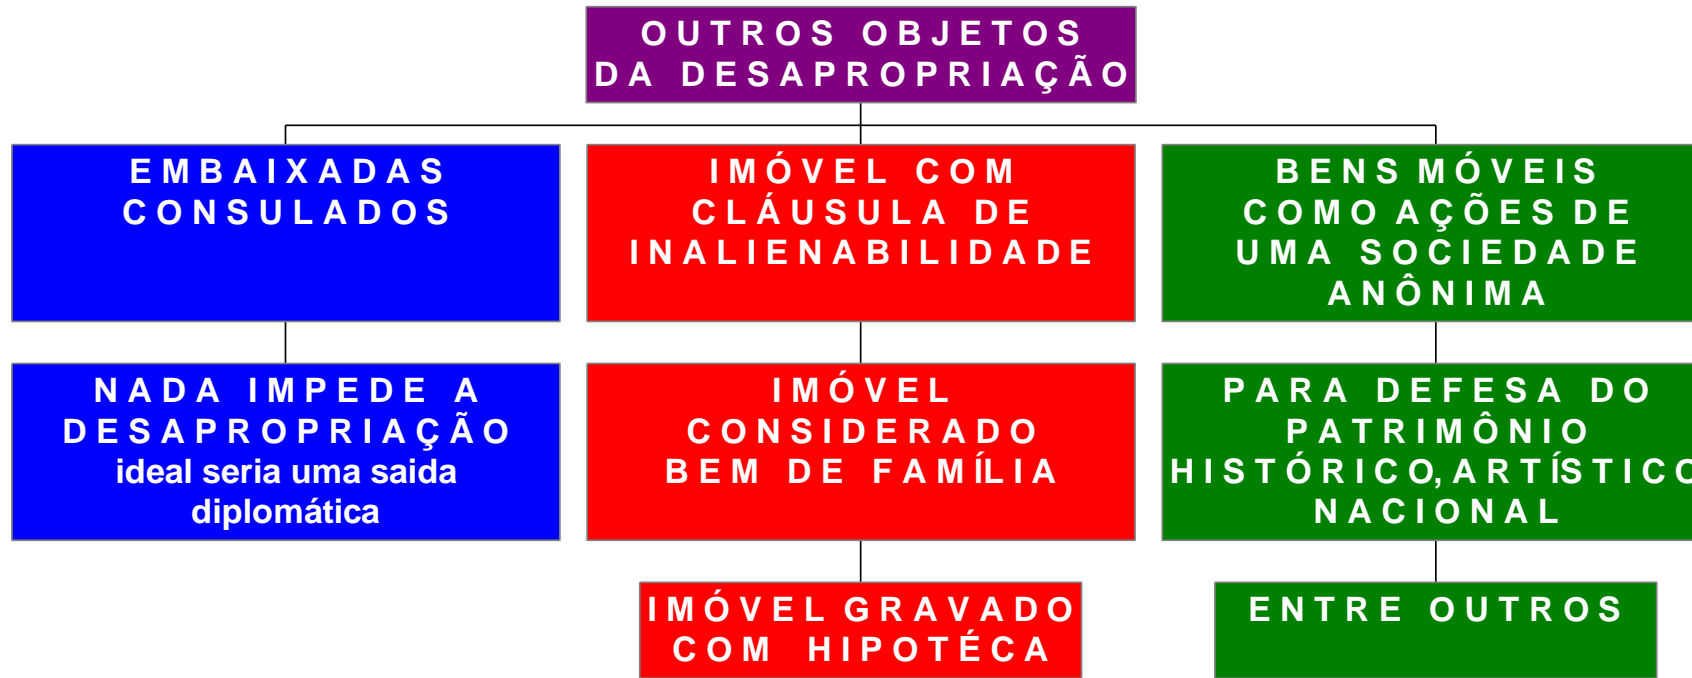 OUTROS OBJETOS
DA DESAPROPRIAÇÃO
EMBAIXADAS
CONSULADOS
IMÓVEL COM
CLÁUSULA DE
INALIENABILIDADE
BENS MÓVEIS
COMO AÇÕES DE
UMA SOCIEDADE
ANÔNIMA
NADA IMPEDE A
DESAPROPRIAÇÃO
ideal seria uma saida
diplomática
IMÓVEL
CONSIDERADO
BEM DE FAMÍLIA
PARA DEFESA DO
PATRIMÔNIO
HISTÓRICO, ARTÍSTICO
NACIONAL
IMÓVEL GRAVADO
COM HIPOTÉCA
ENTRE OUTROS